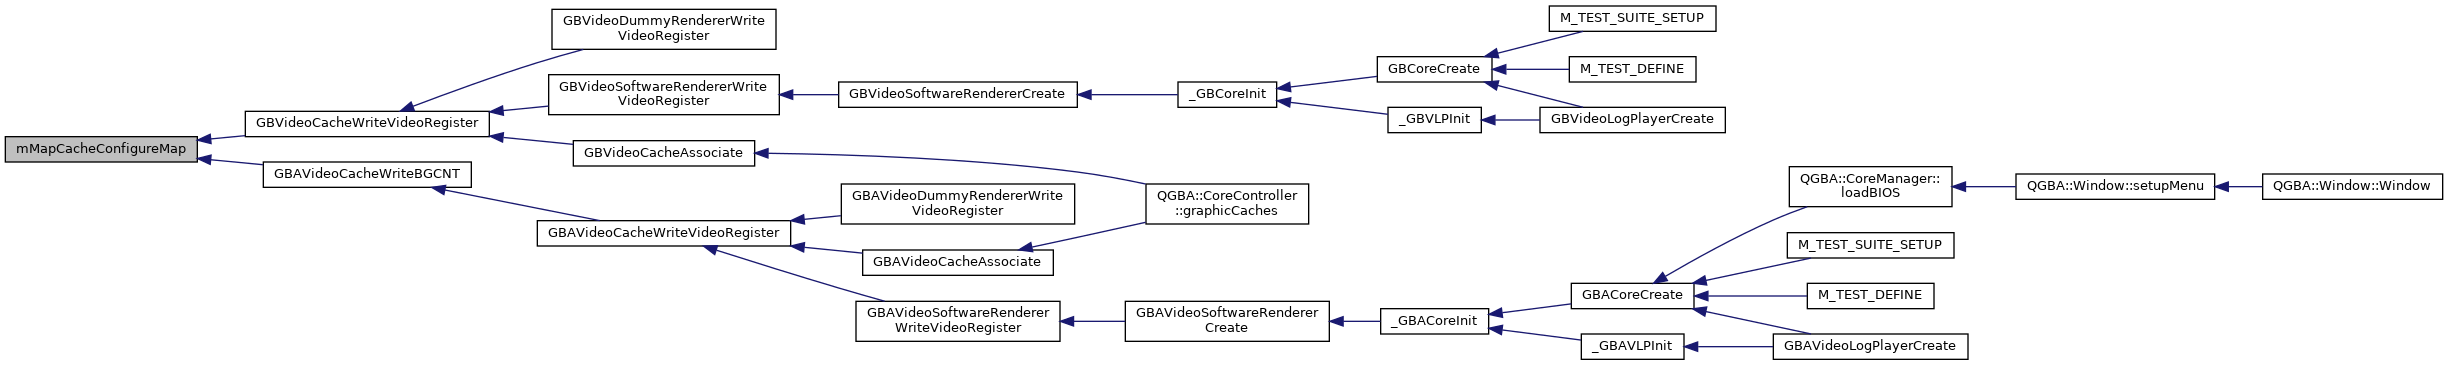 mMapCacheConfigureMap
GBVideoCacheWriteVideoRegister
GBVideoDummyRendererWrite
VideoRegister
GBVideoSoftwareRendererWrite
VideoRegister
GBVideoSoftwareRendererCreate
_GBCoreInit
GBCoreCreate
M_TEST_SUITE_SETUP
M_TEST_DEFINE
GBVideoLogPlayerCreate
_GBVLPInit
GBVideoCacheAssociate
QGBA::CoreController
::graphicCaches
GBAVideoCacheWriteBGCNT
GBAVideoCacheWriteVideoRegister
GBAVideoDummyRendererWrite
VideoRegister
GBAVideoCacheAssociate
GBAVideoSoftwareRenderer
WriteVideoRegister
GBAVideoSoftwareRenderer
Create
_GBACoreInit
GBACoreCreate
QGBA::CoreManager::
loadBIOS
QGBA::Window::setupMenu
QGBA::Window::Window
M_TEST_SUITE_SETUP
M_TEST_DEFINE
GBAVideoLogPlayerCreate
_GBAVLPInit